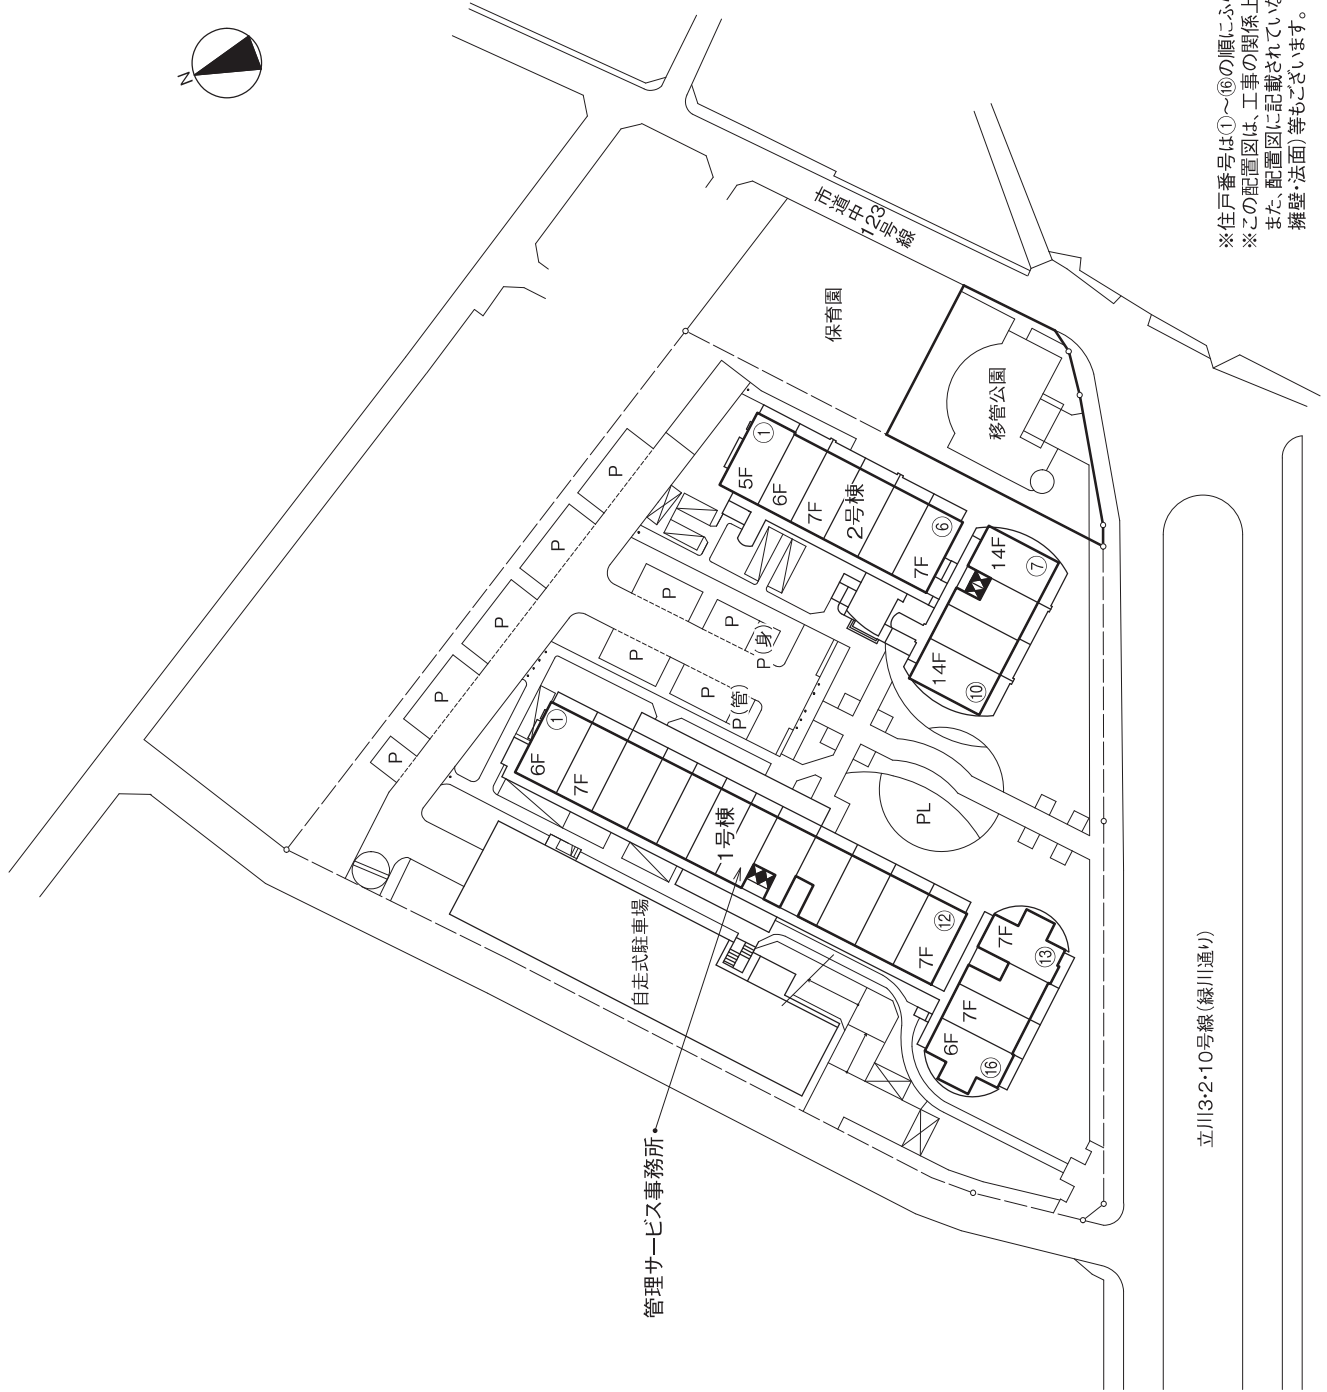 N
※住戸番号は①～⑯の順にふ
※この配置図は、工事の関係上
また、配置図に記載されていな
擁壁・法面)等もございます。
市道中
123
号線
保育園
移管公園
P
P
P
P
P
P
P
身
P
P
P
管
P
①
5F
6F
7F
2号棟
⑥
7F
14F
⑦
14F
⑩
①
6F
7F
1号棟
⑫
7F
7F
⑬
7F
6F
⑯
PL
自走式駐車場
管理サービス事務所
立川3・2・10号線(緑川通り)